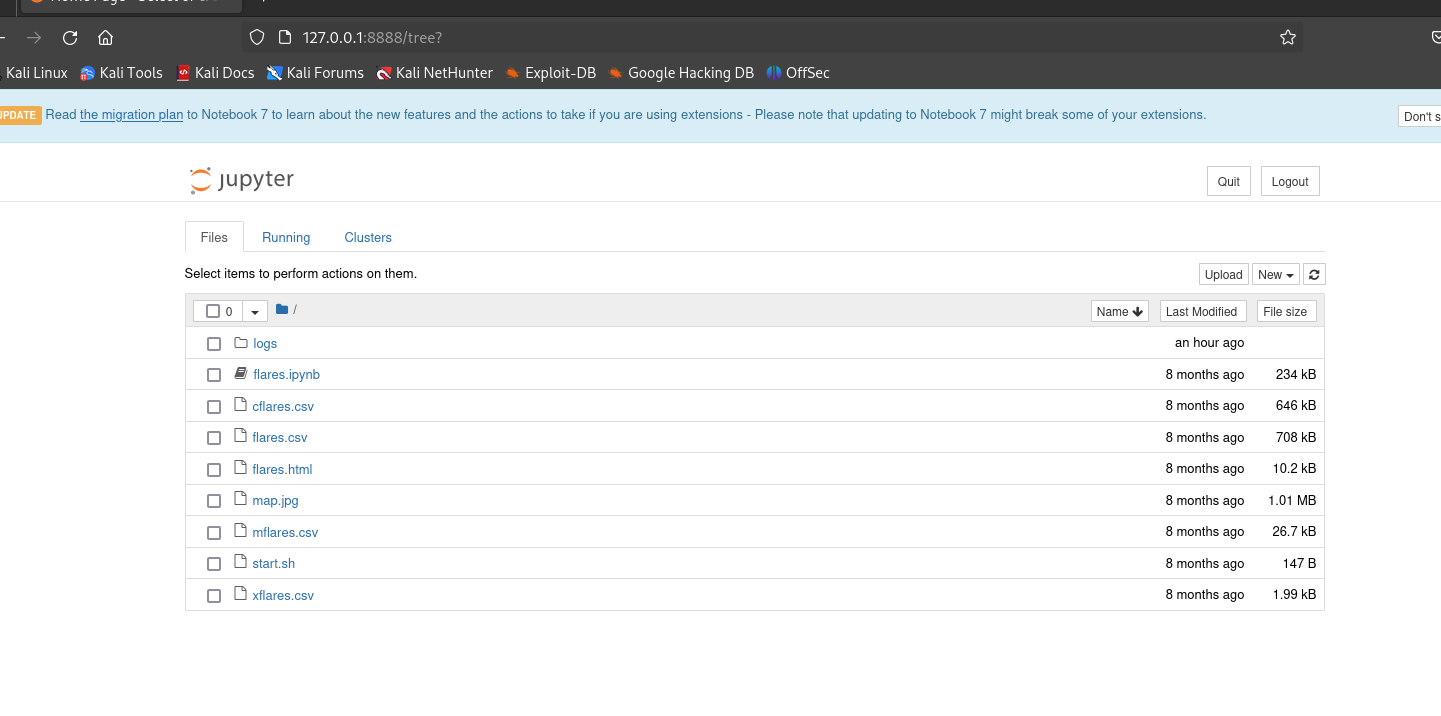 127.0.0.1:8888/tree?
Kali Linux Kali Tools Kali Docs Kali Forums Kali NetHunter Exploit-DB Google Hacking DB OffSec
UPDATE Read the migration plan to Notebook 7 to learn about the new features and the actions to take if you are using extensions - Please note that updating to Notebook 7 might break some of your extensions. Don't s
jupyter Quit Logout
Files Running Clusters
Select items to perform actions on them. Upload New
0 / Name Last Modified File size
logs an hour ago
flares.ipynb 8 months ago 234 kB
cflares.csv 8 months ago 646 kB
flares.csv 8 months ago 708 kB
flares.html 8 months ago 10.2 kB
map.jpg 8 months ago 1.01 MB
mflares.csv 8 months ago 26.7 kB
start.sh 8 months ago 147 B
xflares.csv 8 months ago 1.99 kB